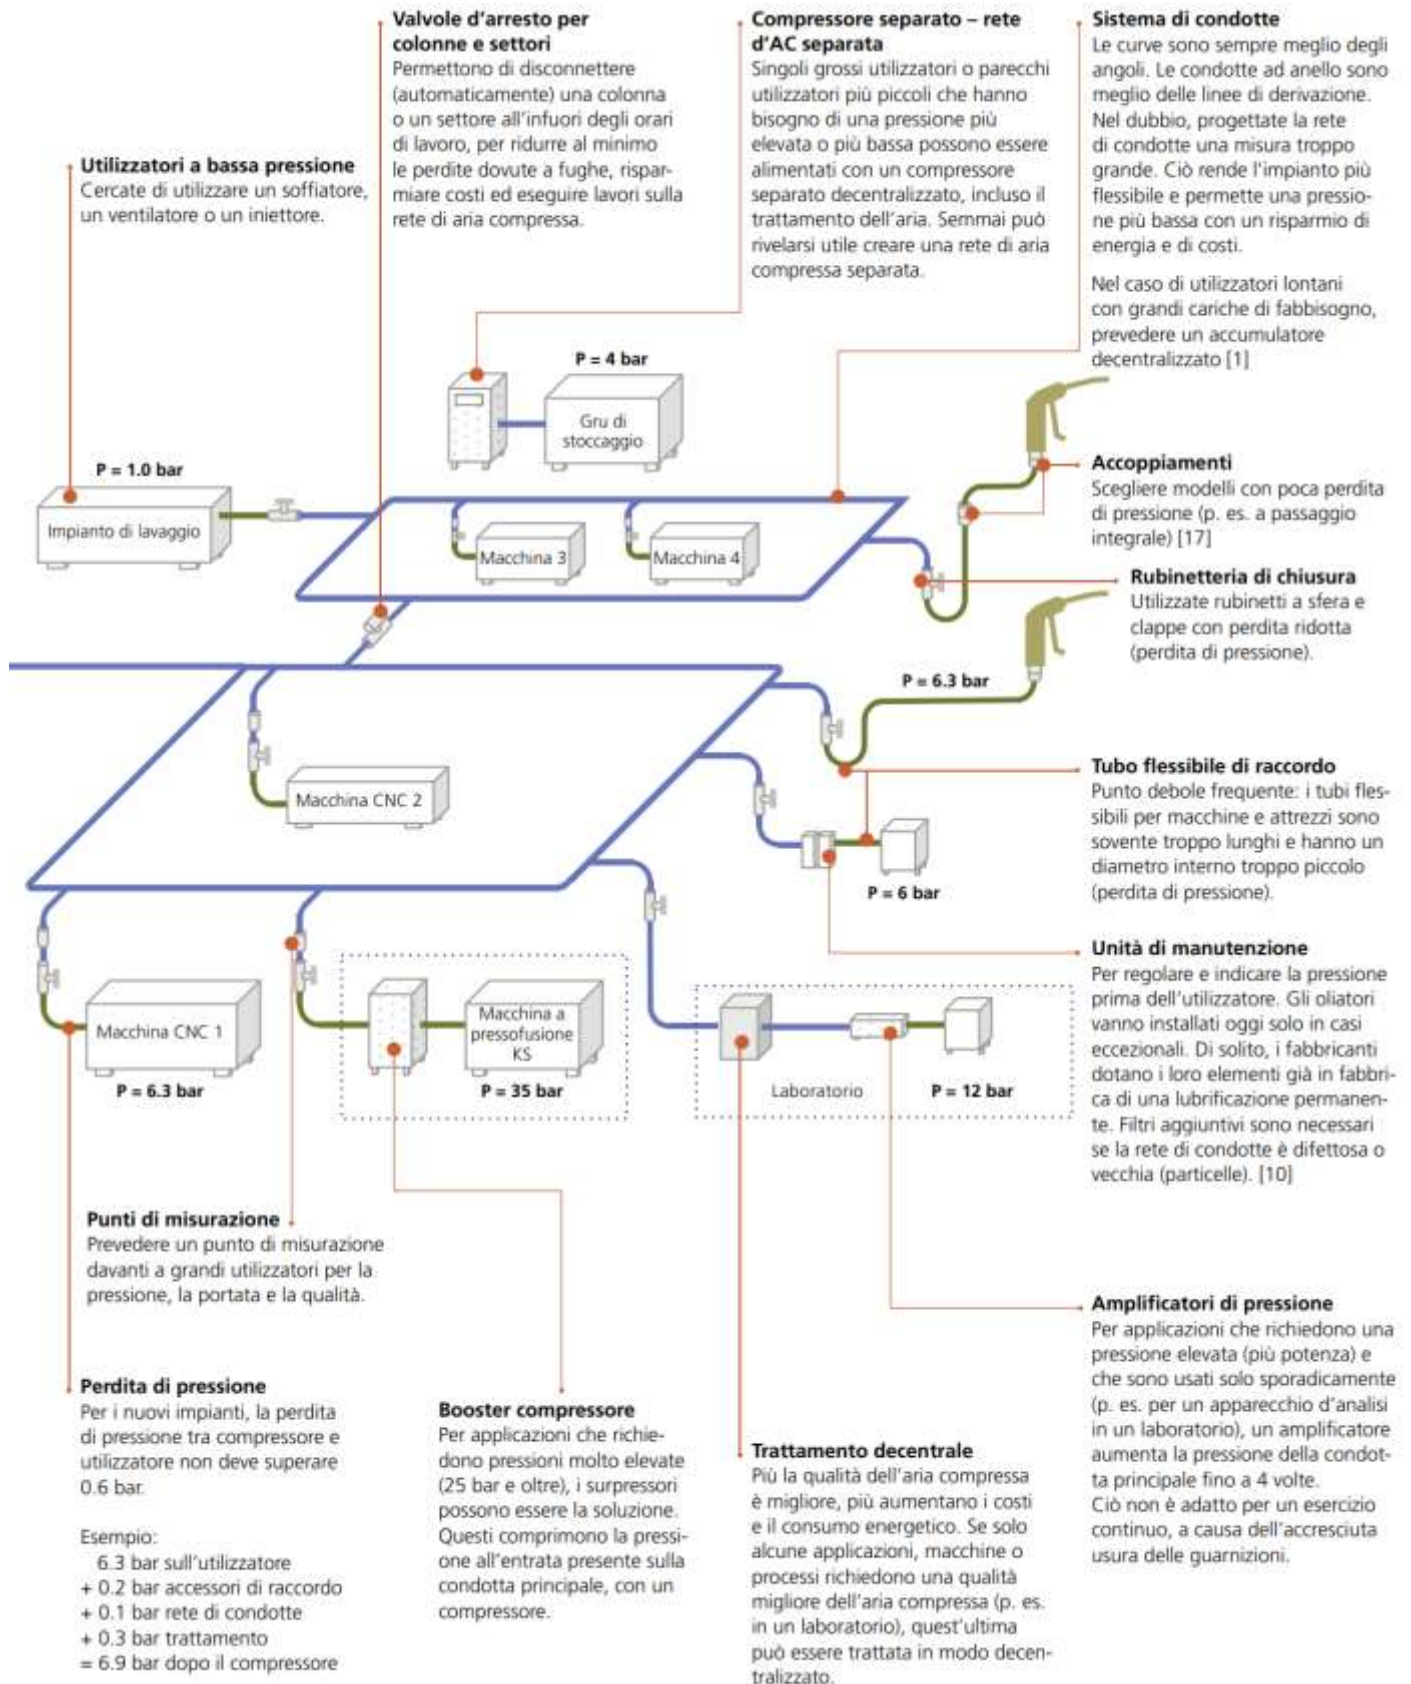 Valvole d'arresto per
colonne e settori
Permettono di disconnettere
(automaticamente) una colonna
o un settore all'infuori degli orari
di lavoro, per ridurre al minimo
le perdite dovute a fughe, rispar-
miare costi ed eseguire lavori sulla
rete di aria compressa.
Compressore separato – rete
d'AC separata
Singoli grossi utilizzatori o parecchi
utilizzatori più piccoli che hanno
bisogno di una pressione più
elevata o più bassa possono essere
alimentati con un compressore
separato decentralizzato, incluso il
trattamento dell'aria. Semmai può
rivelarsi utile creare una rete di aria
compressa separata.
Sistema di condotte
Le curve sono sempre meglio degli
angoli. Le condotte ad anello sono
meglio delle linee di derivazione.
Nel dubbio, progettate la rete
di condotte una misura troppo
grande. Ciò rende l'impianto più
flessibile e permette una pressio-
ne più bassa con un risparmio di
energia e di costi.
Nel caso di utilizzatori lontani
con grandi cariche di fabbisogno,
prevedere un accumulatore
decentralizzato [1]
Utilizzatori a bassa pressione
Cercate di utilizzare un soffiatore,
un ventilatore o un iniettore.
P = 4 bar
Gru di
stoccaggio
P = 1.0 bar
Impianto di lavaggio
Macchina 3
Macchina 4
Accoppiamenti
Scegliere modelli con poca perdita
di pressione (p. es. a passaggio
integrale) [17]
Rubinetteria di chiusura
Utilizzate rubinetti a sfera e
clappe con perdita ridotta
(perdita di pressione).
P = 6.3 bar
Macchina CNC 2
Tubo flessibile di raccordo
Punto debole frequente: i tubi fles-
sibili per macchine e attrezzi sono
sovente troppo lunghi e hanno un
diametro interno troppo piccolo
(perdita di pressione).
P = 6 bar
Unità di manutenzione
Per regolare e indicare la pressione
prima dell'utilizzatore. Gli oliatori
vanno installati oggi solo in casi
eccezionali. Di solito, i fabbricanti
dotano i loro elementi già in fabbri-
ca di una lubrificazione permanen-
te. Filtri aggiuntivi sono necessari
se la rete di condotte è difettosa o
vecchia (particelle). [10]
Macchina CNC 1
P = 6.3 bar
Macchina a
pressofusione
KS
P = 35 bar
Laboratorio
P = 12 bar
Punti di misurazione
Prevedere un punto di misurazione
davanti a grandi utilizzatori per la
pressione, la portata e la qualità.
Perdita di pressione
Per i nuovi impianti, la perdita
di pressione tra compressore e
utilizzatore non deve superare
0.6 bar.
Esempio:
6.3 bar sull'utilizzatore
+ 0.2 bar accessori di raccordo
+ 0.1 bar rete di condotte
+ 0.3 bar trattamento
= 6.9 bar dopo il compressore
Booster compressore
Per applicazioni che richie-
dono pressioni molto elevate
(25 bar e oltre), i surpressori
possono essere la soluzione.
Questi comprimono la pressi-
one all'entrata presente sulla
condotta principale, con un
compressore.
Trattamento decentrale
Più la qualità dell'aria compressa
è migliore, più aumentano i costi
e il consumo energetico. Se solo
alcune applicazioni, macchine o
processi richiedono una qualità
migliore dell'aria compressa (p. es.
in un laboratorio), quest'ultima
può essere trattata in modo decen-
tralizzato.
Amplificatori di pressione
Per applicazioni che richiedono una
pressione elevata (più potenza) e
che sono usati solo sporadicamente
(p. es. per un apparecchio d'analisi
in un laboratorio), un amplificatore
aumenta la pressione della condot-
ta principale fino a 4 volte.
Ciò non è adatto per un esercizio
continuo, a causa dell'accresciuta
usura delle guarnizioni.